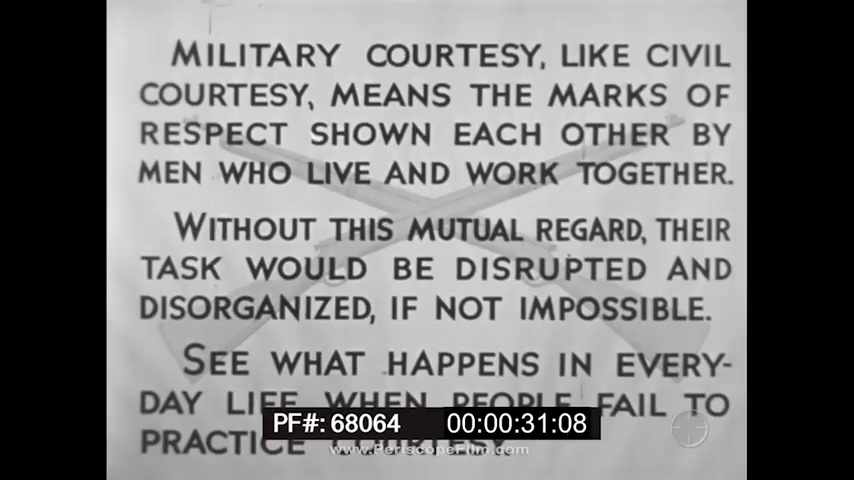 MILITARY COURTESY, LIKE CIVIL
COURTESY, MEANS THE MARKS OF
RESPECT SHOWN EACH OTHER BY
MEN WHO LIVE AND WORK TOGETHER.
WITHOUT THIS MUTUAL REGARD, THEIR
TASK WOULD BE DISRUPTED AND
DISORGANIZED, IF NOT IMPOSSIBLE.
SEE WHAT HAPPENS IN EVERY-
DAY LIFE WHEN PEOPLE FAIL TO
PRACTICE COURTESY.
PF#: 68064 00:00:31:08
www.PeriscopeFilm.com